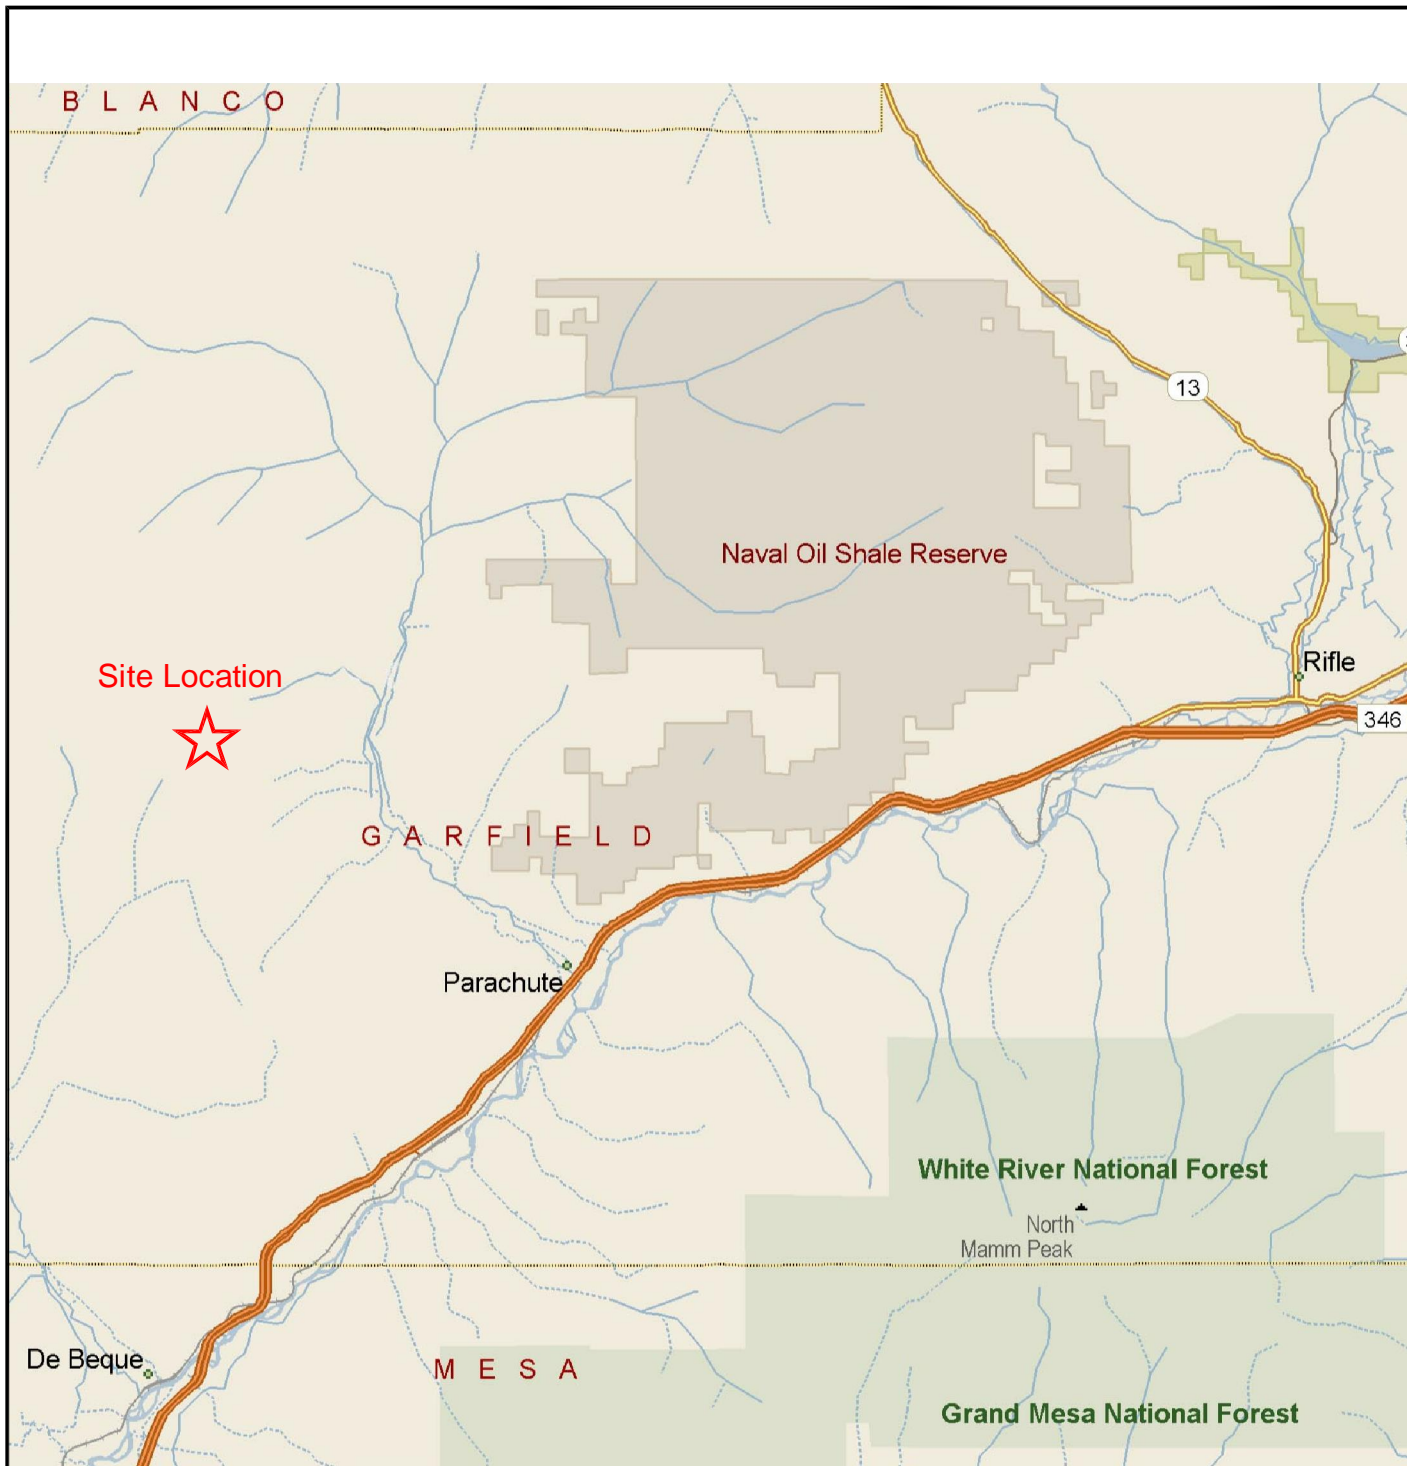 B L A N C O
13
Naval Oil Shale Reserve
Rifle
Site Location
346
G A R F I E L D
Parachute
White River National Forest
North
Mamm Peak
De Beque
M E S A
Grand Mesa National Forest